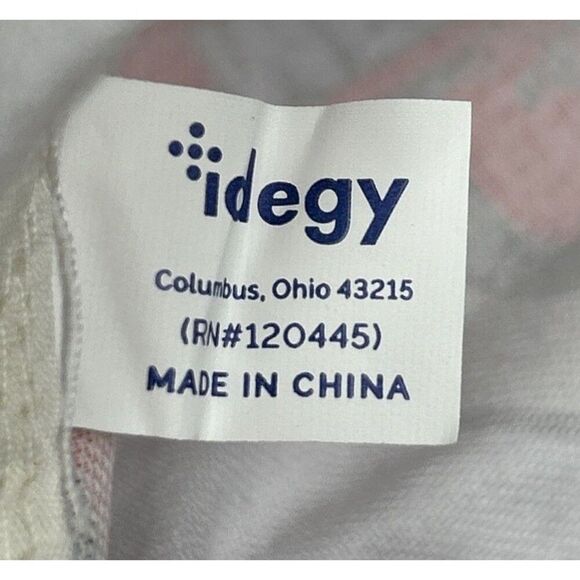 idegy
Columbus, Ohio 43215
(RN#120445)
MADE IN CHINA